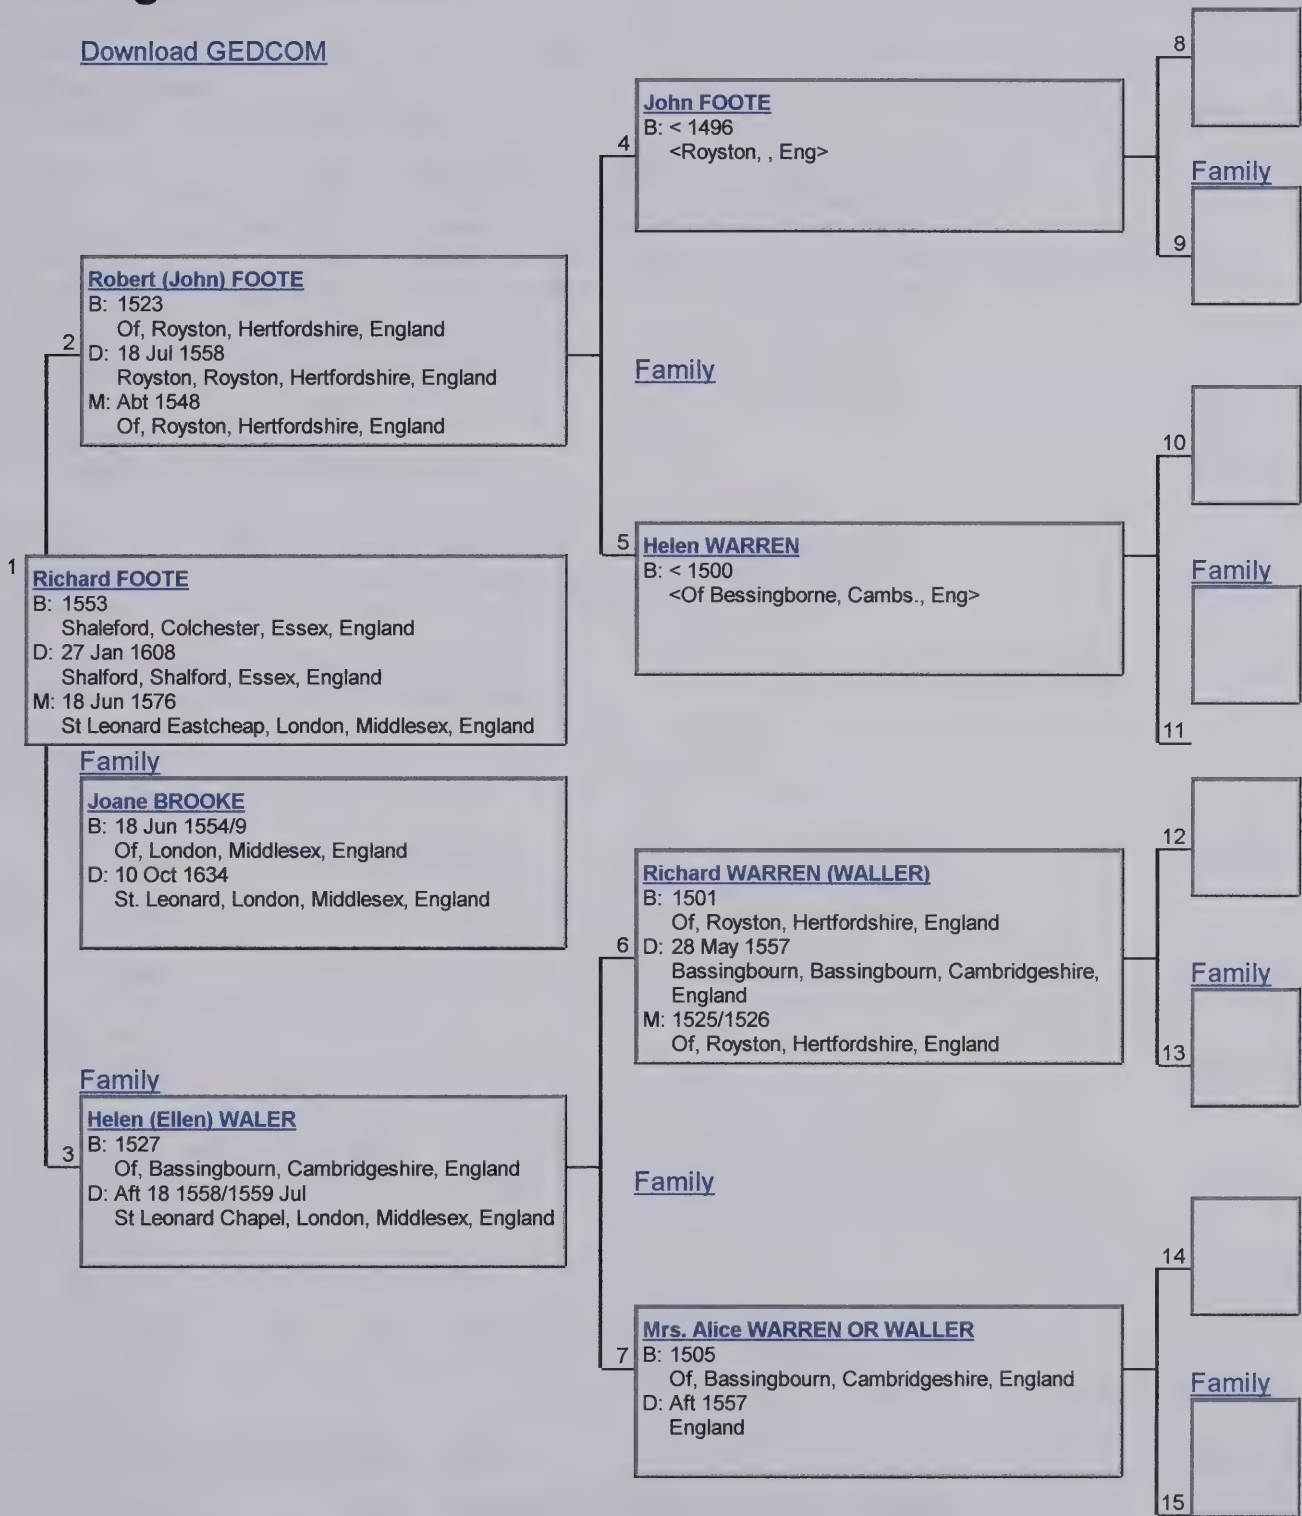 Download GEDCOM
8
John FOOTE
B: < 1496
<Royston, , Eng>
4
Family
9
Robert (John) FOOTE
B: 1523
Of, Royston, Hertfordshire, England
2
D: 18 Jul 1558
Royston, Royston, Hertfordshire, England
M: Abt 1548
Of, Royston, Hertfordshire, England
Family
10
5
Helen WARREN
B: < 1500
<Of Bessingborne, Cambs., Eng>
Family
11
1
Richard FOOTE
B: 1553
Shaleford, Colchester, Essex, England
D: 27 Jan 1608
Shalford, Shalford, Essex, England
M: 18 Jun 1576
St Leonard Eastcheap, London, Middlesex, England
Family
Joane BROOKE
B: 18 Jun 1554/9
Of, London, Middlesex, England
D: 10 Oct 1634
St. Leonard, London, Middlesex, England
12
Richard WARREN (WALLER)
B: 1501
Of, Royston, Hertfordshire, England
6
D: 28 May 1557
Bassingbourn, Bassingbourn, Cambridgeshire,
England
M: 1525/1526
Of, Royston, Hertfordshire, England
Family
13
Family
Helen (Ellen) WALER
B: 1527
3
Of, Bassingbourn, Cambridgeshire, England
D: Aft 18 1558/1559 Jul
St Leonard Chapel, London, Middlesex, England
Family
14
Mrs. Alice WARREN OR WALLER
7
B: 1505
Of, Bassingbourn, Cambridgeshire, England
D: Aft 1557
England
Family
15